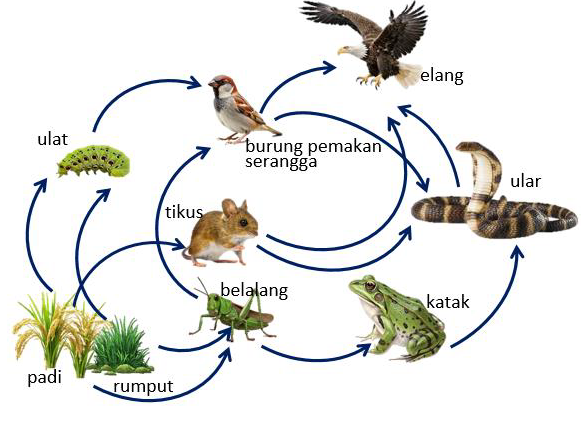 elang
ulat
burung pemakan
serangga
ular
tikus
belalang
katak
padi
rumput